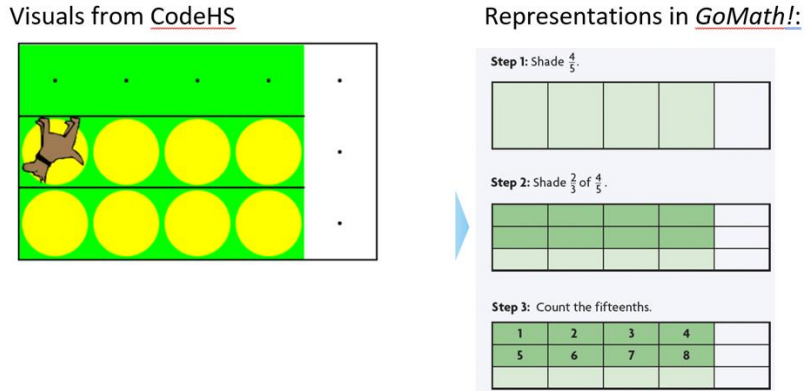 Visuals from CodeHS
Representations in GoMath!:
Step 1: Shade 4/5.
Step 2: Shade 2/3 of 4/5.
Step 3: Count the fifteenths.
1 2 3 4
5 6 7 8